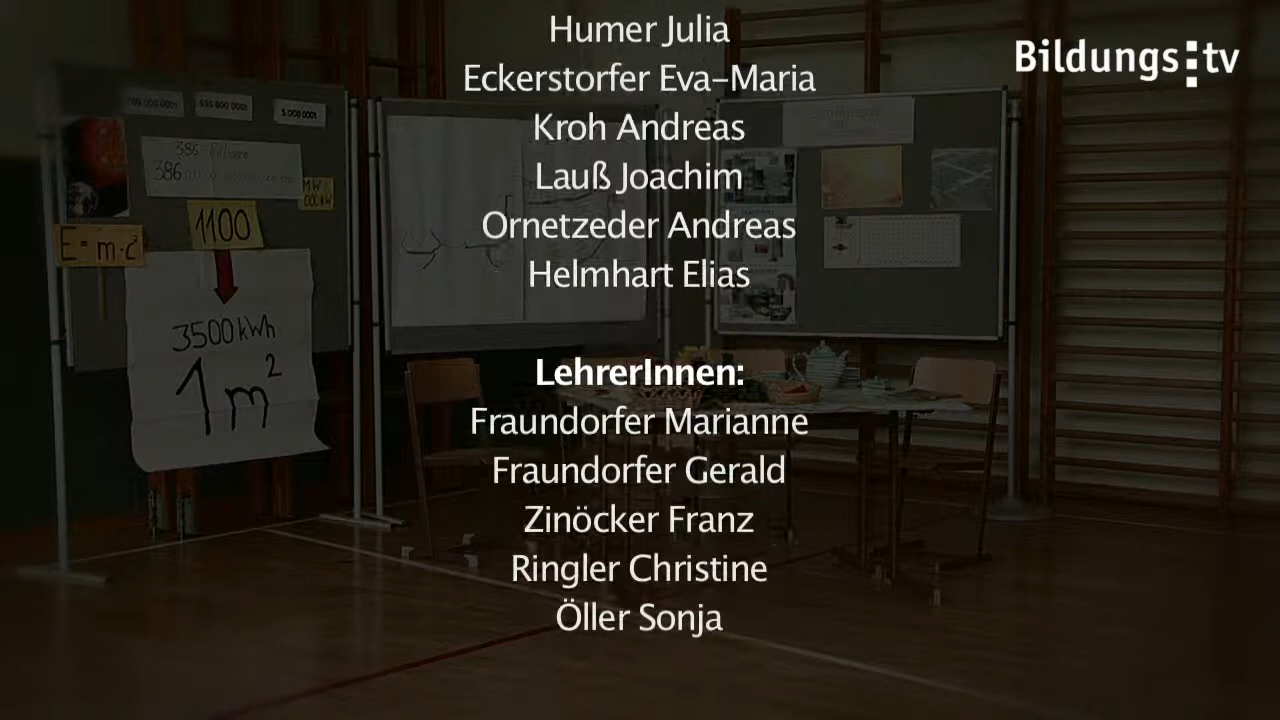 Humer Julia
Eckerstorfer Eva-Maria
Kroh Andreas
Lauß Joachim
Ornetzeder Andreas
Helmhart Elias
LehrerInnen:
Fraundorfer Marianne
Fraundorfer Gerald
Zinöcker Franz
Ringler Christine
Öller Sonja
Bildungs:tv
386
1100
E=m·c²
3500 kWh
1m²